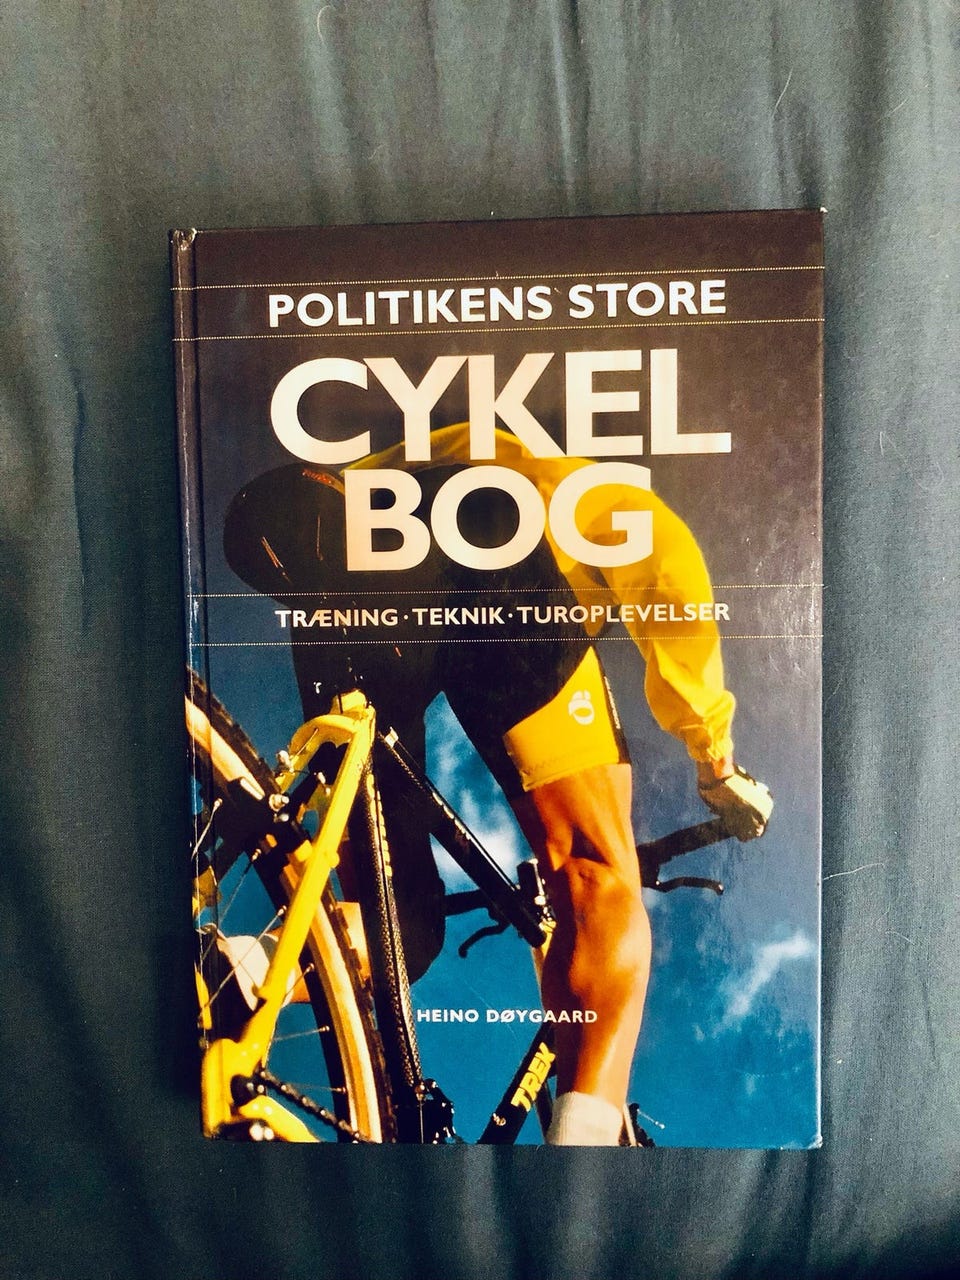 POLITIKENS STORE
CYKEL
BOG
TRÆNING · TEKNIK · TUROPLEVELSER
HEINO DØYGAARD
TREK